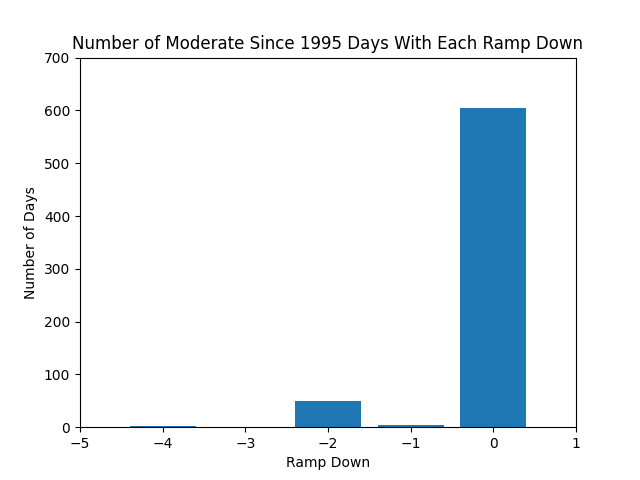 Number of Moderate Since 1995 Days With Each Ramp Down
700
600
500
400
300
200
100
0
Number of Days
−5 −4 −3 −2 −1 0 1
Ramp Down